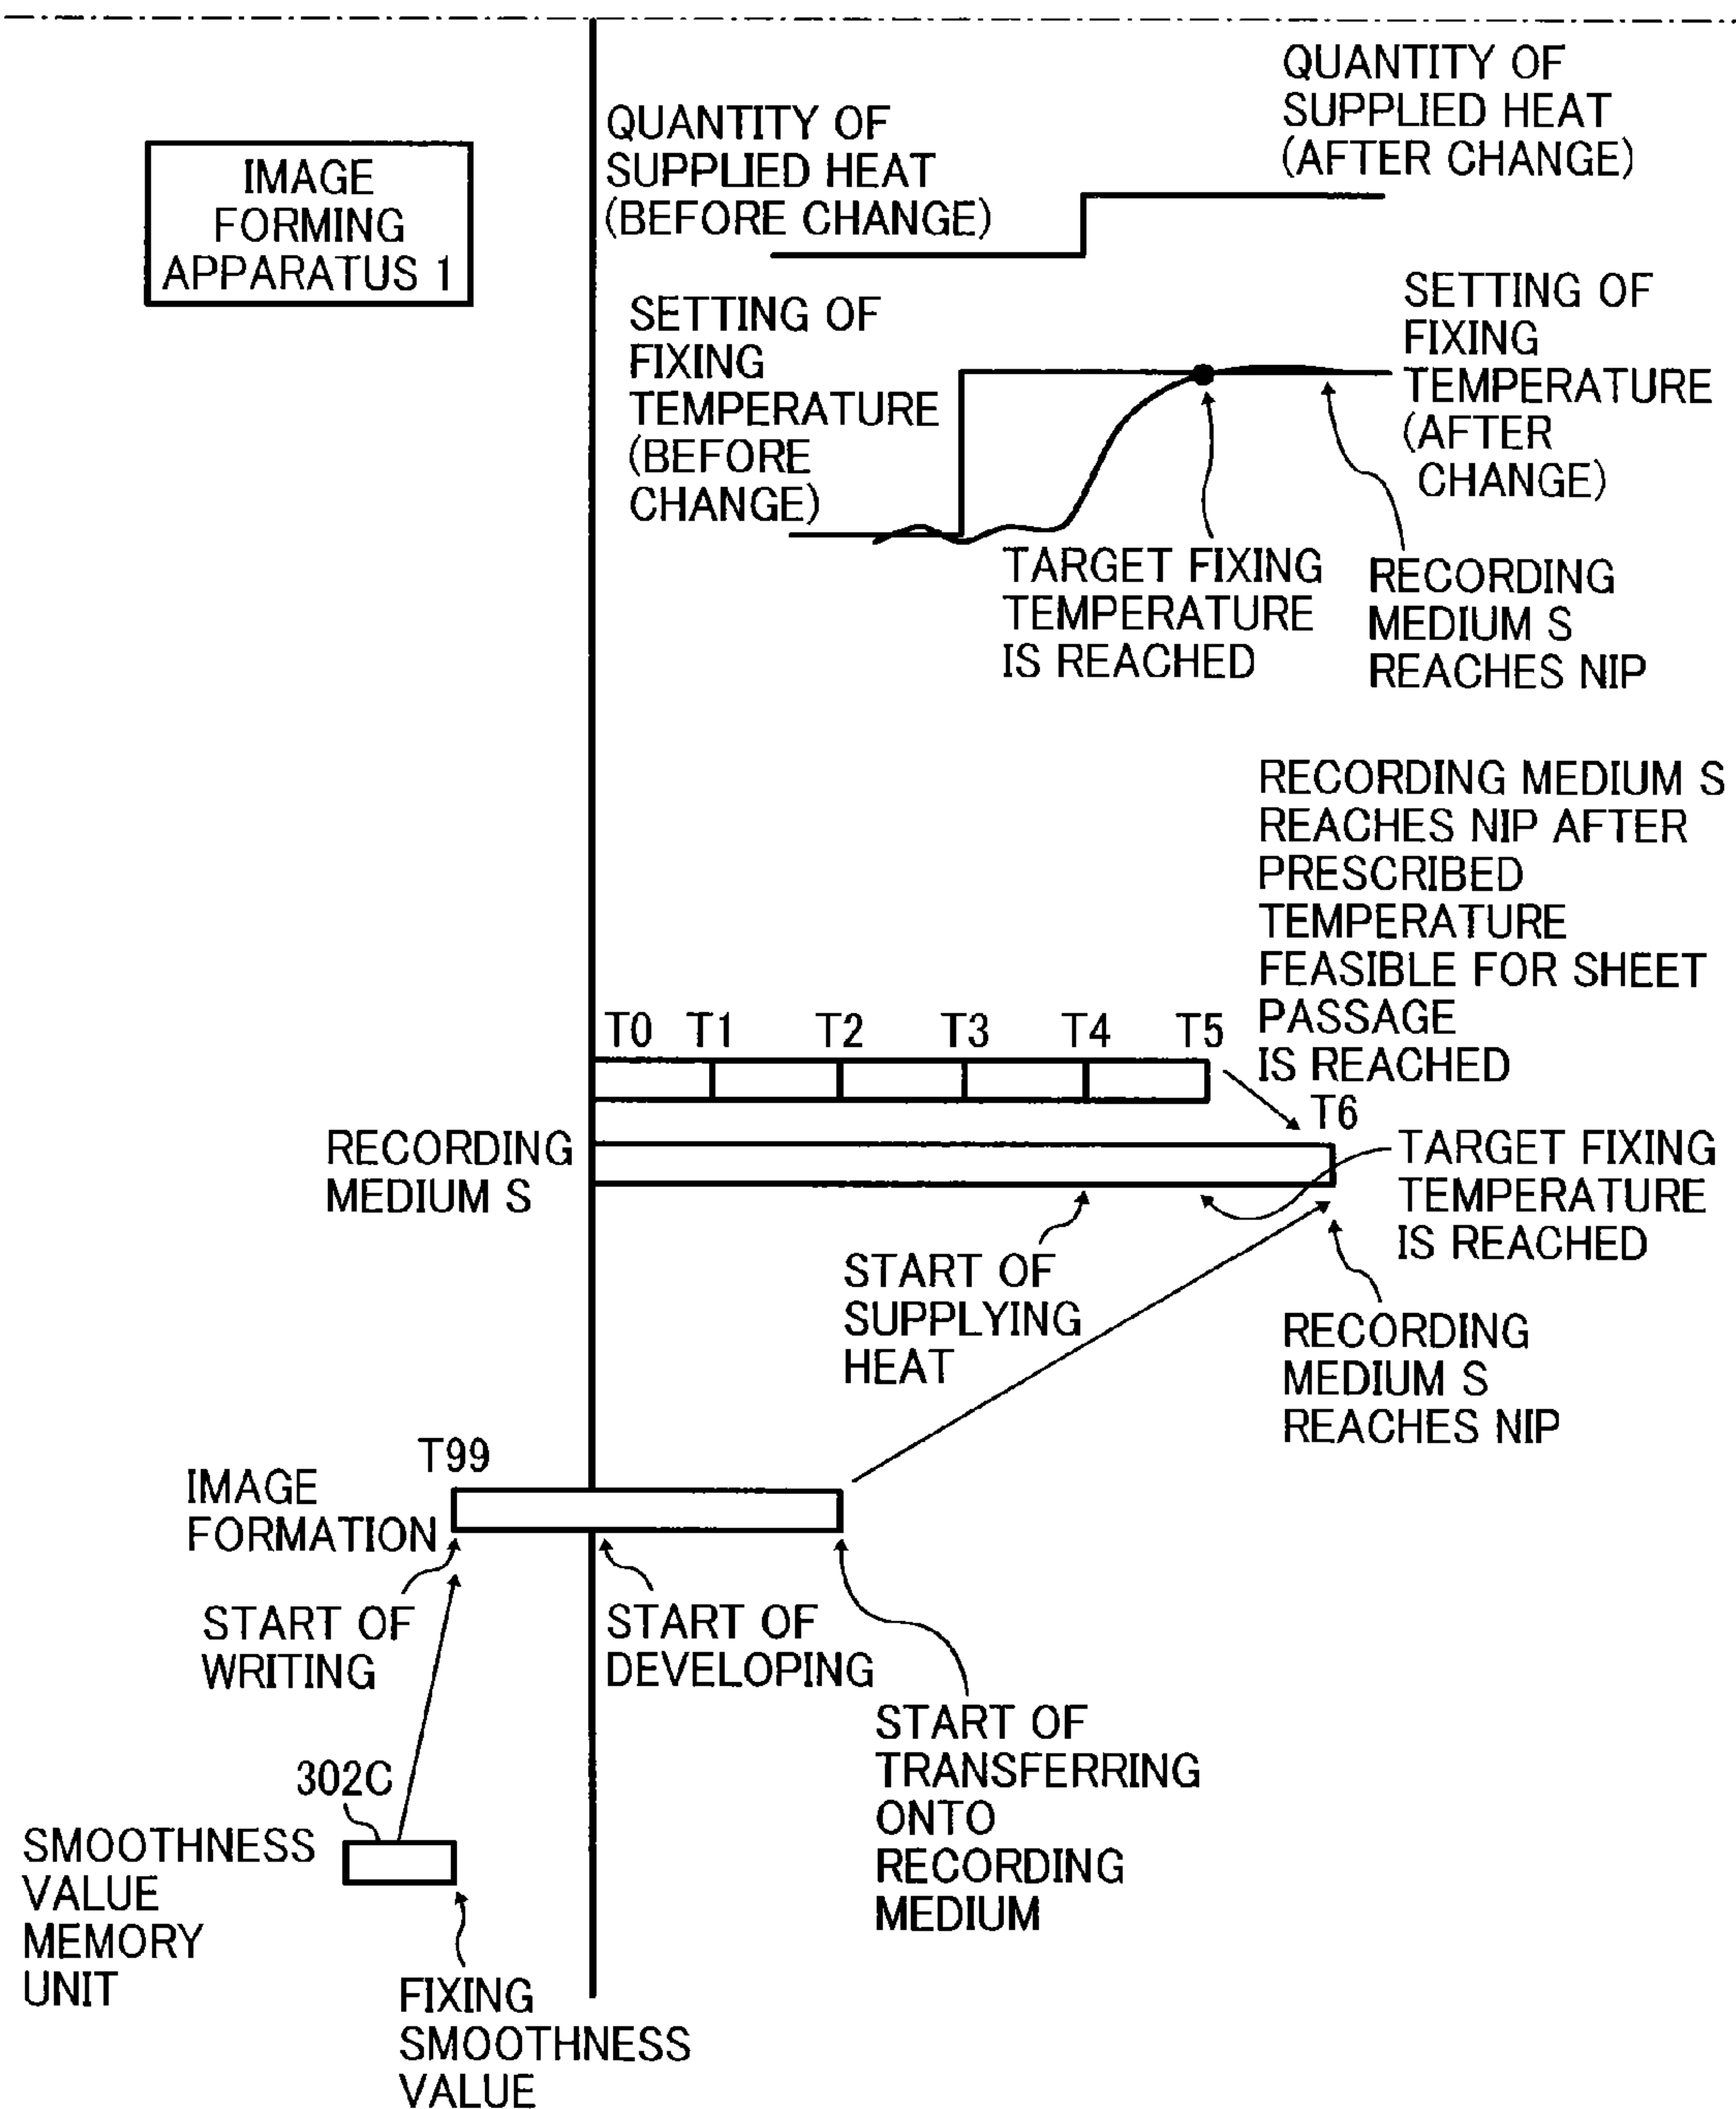 IMAGE
FORMING
APPARATUS 1
QUANTITY OF
SUPPLIED HEAT
(BEFORE CHANGE)
QUANTITY OF
SUPPLIED HEAT
(AFTER CHANGE)
SETTING OF
FIXING
TEMPERATURE
(BEFORE
CHANGE)
SETTING OF
FIXING
TEMPERATURE
(AFTER
CHANGE)
TARGET FIXING
TEMPERATURE
IS REACHED
RECORDING
MEDIUM S
REACHES NIP
RECORDING MEDIUM S
REACHES NIP AFTER
PRESCRIBED
TEMPERATURE
FEASIBLE FOR SHEET
PASSAGE
IS REACHED
T0 T1 T2 T3 T4 T5
T6
RECORDING
MEDIUM S
TARGET FIXING
TEMPERATURE
IS REACHED
START OF
SUPPLYING
HEAT
RECORDING
MEDIUM S
REACHES NIP
T99
IMAGE
FORMATION
START OF
WRITING
START OF
DEVELOPING
START OF
TRANSFERRING
ONTO
RECORDING
MEDIUM
302C
SMOOTHNESS
VALUE
MEMORY
UNIT
FIXING
SMOOTHNESS
VALUE